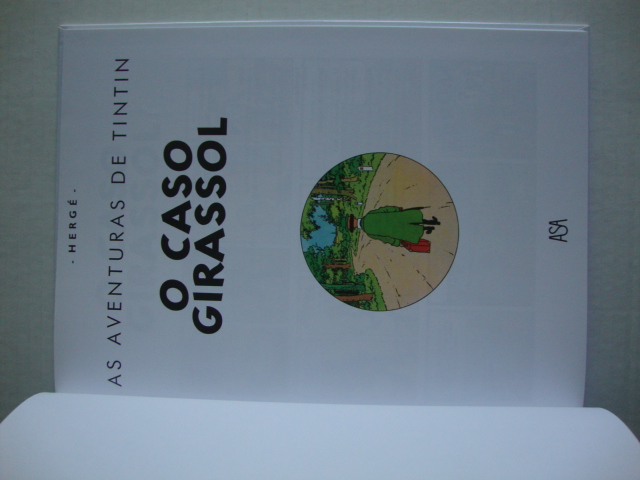 · HERGÉ ·
AS AVENTURAS DE TINTIN
O CASO
GIRASSOL
ASA